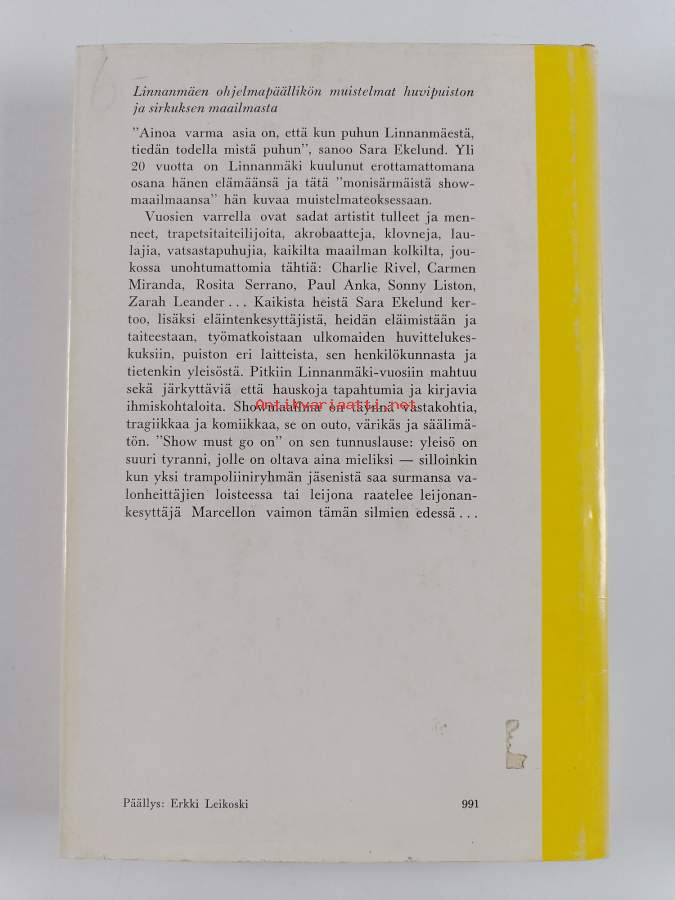 Linnanmäen ohjelmapäällikön muistelmat huvipuiston
ja sirkuksen maailmasta
"Ainoa varma asia on, että kun puhun Linnanmäestä,
tiedän todella mistä puhun", sanoo Sara Ekelund. Yli
20 vuotta on Linnanmäki kuulunut erottamattomana
osana hänen elämäänsä ja tätä "monisärmäistä show-
maailmaansa" hän kuvaa muistelmateoksessaan.
Vuosien varrella ovat sadat artistit tulleet ja men-
neet, trapetsitaiteilijoita, akrobaatteja, klovneja, lau-
lajia, vatsastapuhujia, kaikilta maailman kolkilta, jou-
kossa unohtumattomia tähtiä: Charlie Rivel, Carmen
Miranda, Rosita Serrano, Paul Anka, Sonny Liston,
Zarah Leander... Kaikista heistä Sara Ekelund ker-
too, lisäksi eläintenkesyttäjistä, heidän eläimistään ja
taiteestaan, työmatkoistaan ulkomaiden huvittelukes-
kuksiin, puiston eri laitteista, sen henkilökunnasta ja
tietenkin yleisöstä. Pitkiin Linnanmäki-vuosiin mahtuu
sekä järkyttäviä että hauskoja tapahtumia ja kirjavia
ihmiskohtaloita. Showmaailma on täynnä vastakohtia,
Antikvariaatti.net
tragiikkaa ja komiikkaa, se on outo, värikäs ja säälimä-
tön. "Show must go on" on sen tunnuslause: yleisö on
suuri tyranni, jolle on oltava aina mieliksi — silloinkin
kun yksi trampoliiniryhmän jäsenistä saa surmansa va-
lonheittäjien loisteessa tai leijona raatelee leijonan-
kesyttäjä Marcellon vaimon tämän silmien edessä...
Päällys: Erkki Leikoski
991